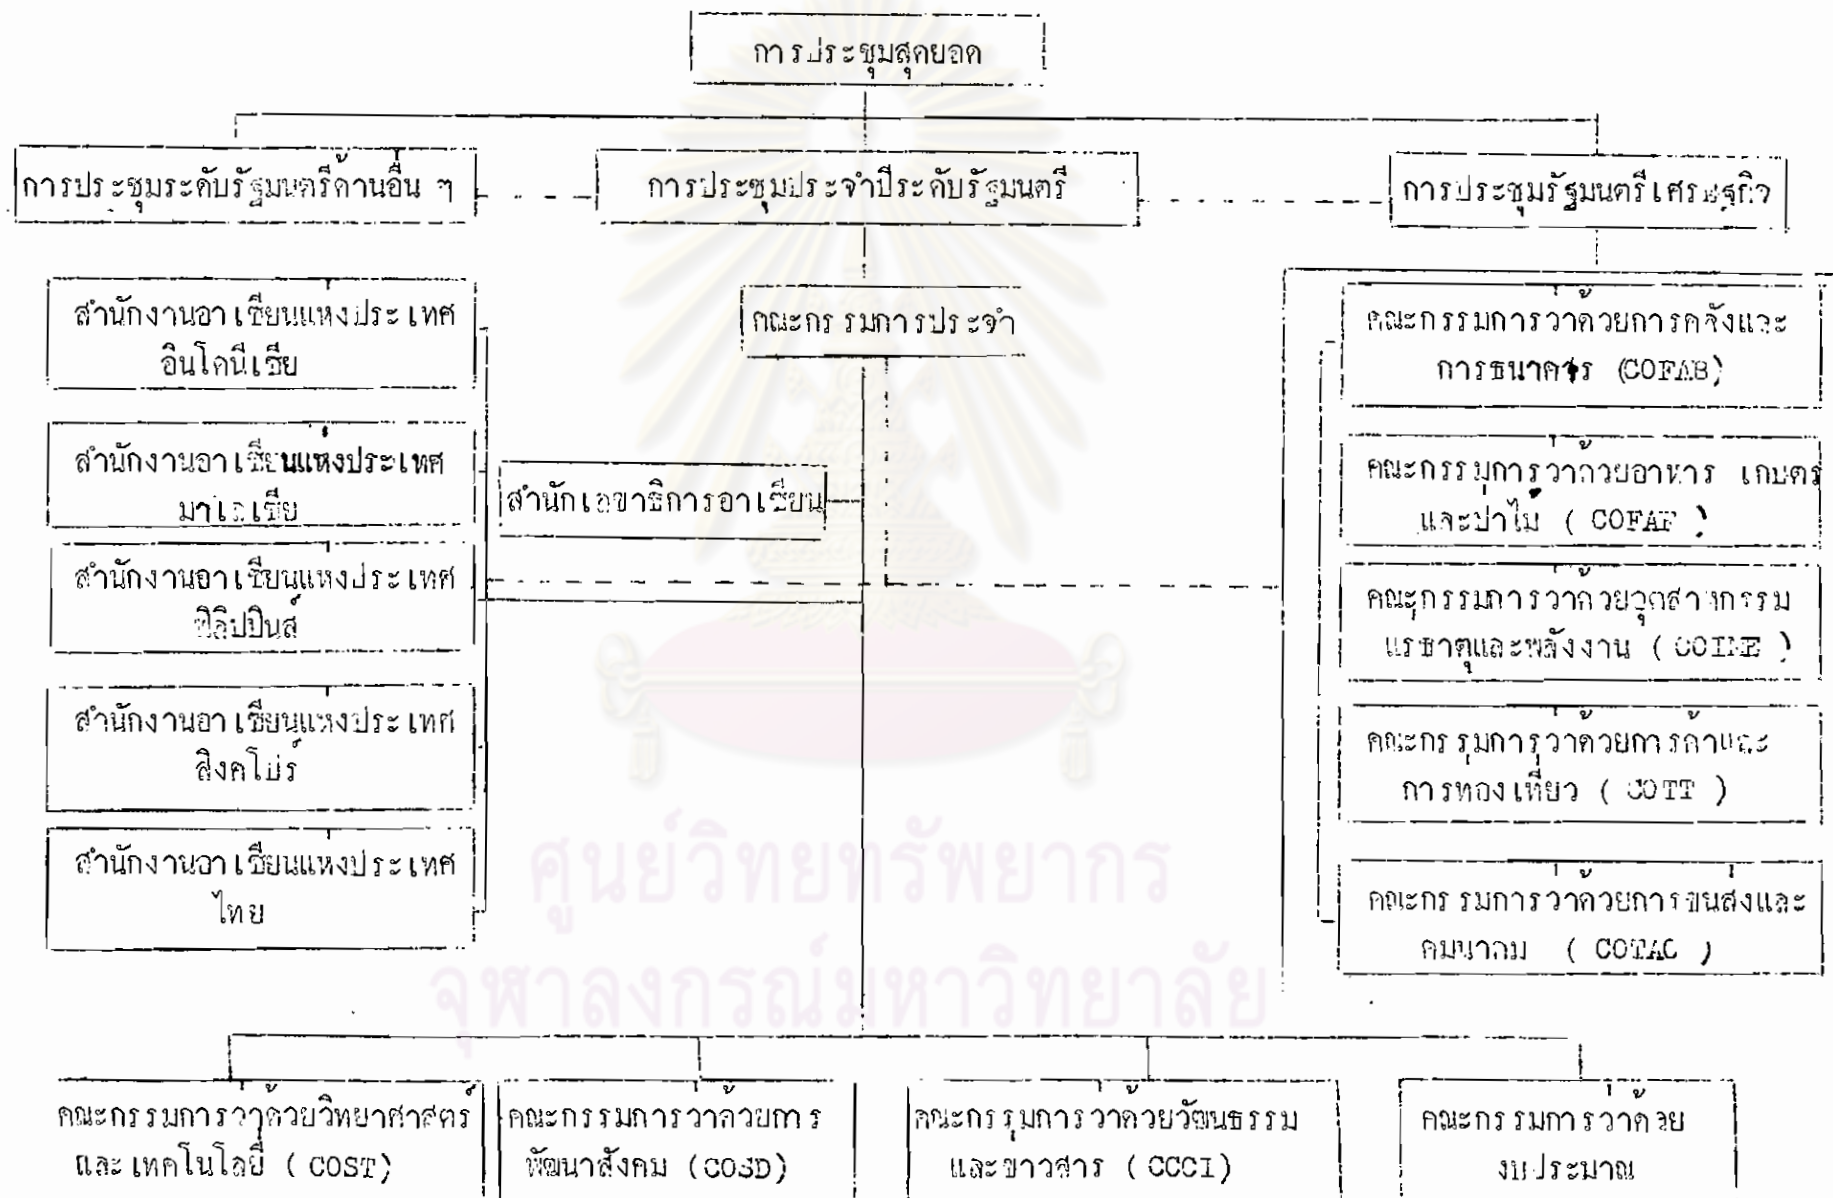 การประชุมสุดยอด
การประชุมระดับรัฐมนตรีด้านอื่น ๆ
การประชุมประจำปีระดับรัฐมนตรี
การประชุมรัฐมนตรีเศรษฐกิจ
คณะกรรมการประจำ
สำนักเลขาธิการอาเซียน
สำนักงานอาเซียนแห่งประเทศ
อินโดนีเซีย
สำนักงานอาเซียนแห่งประเทศ
มาเลเซีย
สำนักงานอาเซียนแห่งประเทศ
ฟิลิปปินส์
สำนักงานอาเซียนแห่งประเทศ
สิงคโปร์
สำนักงานอาเซียนแห่งประเทศ
ไทย
คณะกรรมการว่าด้วยการคลังและ
การธนาคาร (COFAB)
คณะกรรมการว่าด้วยอาหาร เกษตร
และป่าไม้ ( COFAF )
คณะกรรมการว่าด้วยอุตสาหกรรม
แรธาตุและพลังงาน ( COIME )
คณะกรรมการว่าด้วยการค้าและ
การทองเที่ยว ( COTT )
คณะกรรมการว่าด้วยการขนส่งและ
คมนาคม ( COTAC )
ศูนย์วิทยทรัพยากร
จุฬาลงกรณ์มหาวิทยาลัย
คณะกรรมการว่าด้วยวิทยาศาสตร์
และเทคโนโลยี่ ( COST)
คณะกรรมการว่าด้วยการ
พัฒนาสังคม (COSD)
คณะกรรมการว่าด้วยวัฒนธรรม
และขาวสาร ( CCCI)
คณะกรรมการว่าด้วย
งบประมาณ